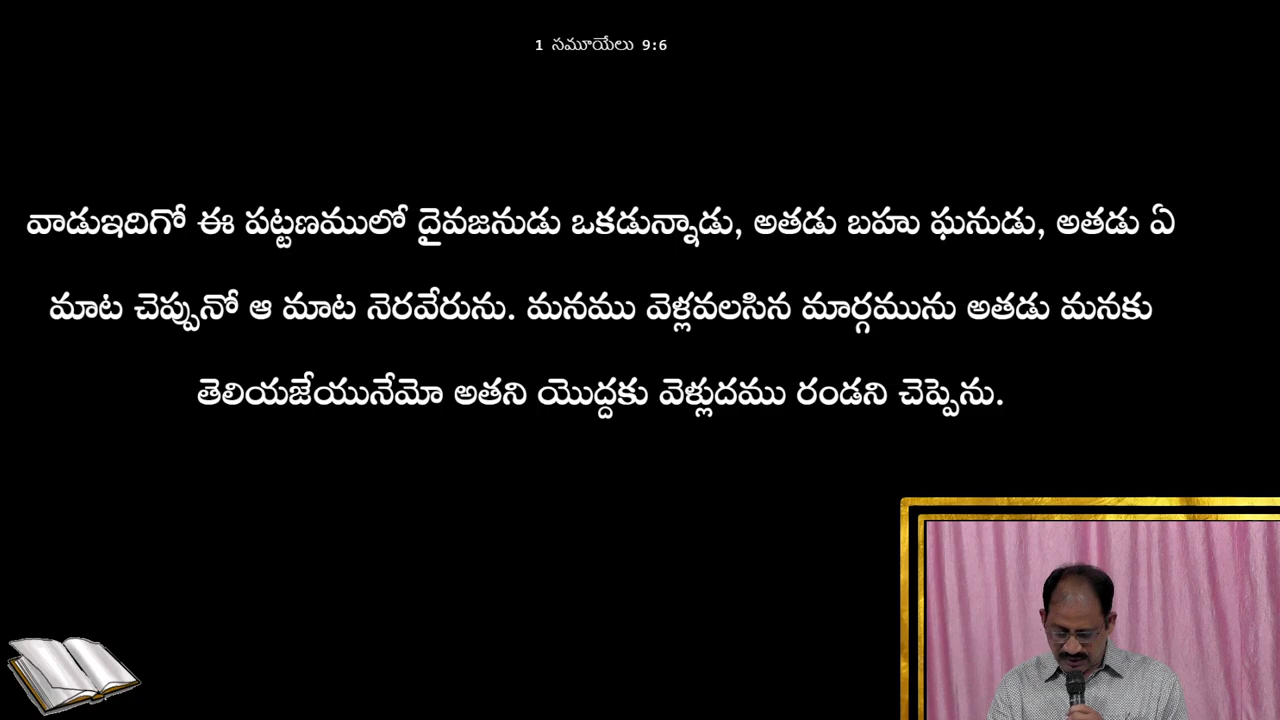 1 సమూయేలు 9:6
వాడుఇదిగో ఈ పట్టణములో దైవజనుడు ఒకడున్నాడు, అతడు బహు ఘనుడు, అతడు ఏ
మాట చెప్పునో ఆ మాట నెరవేరును. మనము వెళ్లవలసిన మార్గమును అతడు మనకు
తెలియజేయునేమో అతని యొద్దకు వెళ్లుదము రండని చెప్పెను.